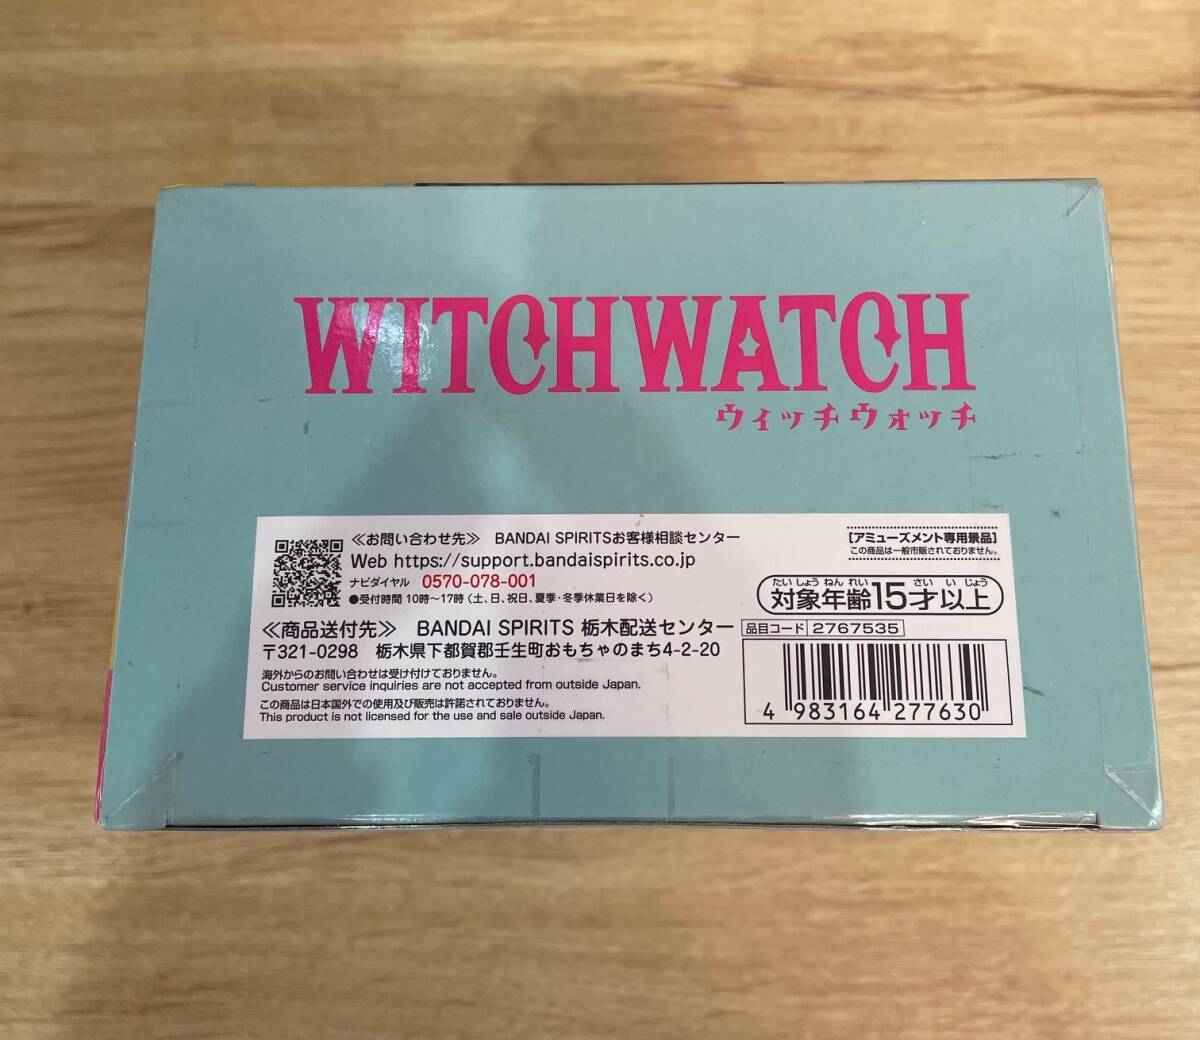 WITCHWATCH
ウィッチウォッチ
≪お問い合わせ先≫ BANDAI SPIRITSお客様相談センター
Web https://support.bandaispirits.co.jp
ナビダイヤル 0570-078-001
●受付時間 10時～17時(土、日、祝日、夏季・冬季休業日を除く)
≪商品送付先≫ BANDAI SPIRITS 栃木配送センター
〒321-0298 栃木県下都賀郡壬生町おもちゃのまち4-2-20
海外からのお問い合わせは受け付けておりません。
Customer service inquiries are not accepted from outside Japan.
この商品は日本国外での使用及び販売は許諾されておりません。
This product is not licensed for the use and sale outside Japan.
[アミューズメント専用景品]
この商品は一般市販されておりません。
たいしょうねんれい さいいじょう
対象年齢15才以上
品目コード 2767535
4 983164 277630